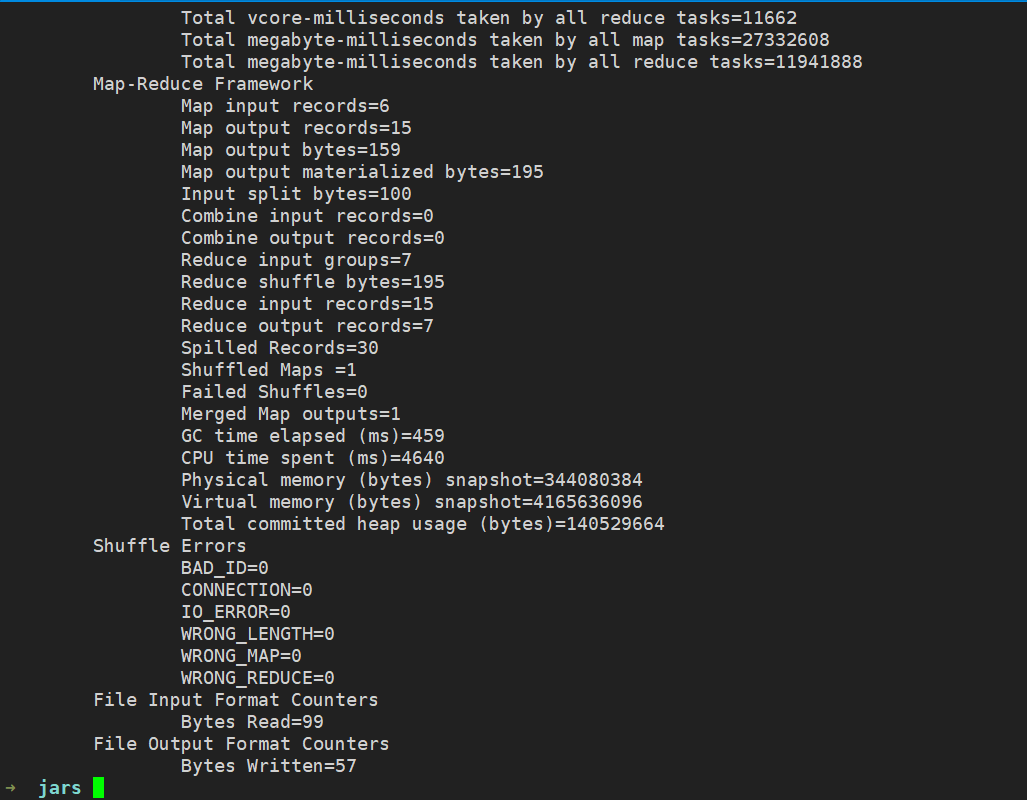 Total vcore-milliseconds taken by all reduce tasks=11662
Total megabyte-milliseconds taken by all map tasks=27332608
Total megabyte-milliseconds taken by all reduce tasks=11941888
Map-Reduce Framework
Map input records=6
Map output records=15
Map output bytes=159
Map output materialized bytes=195
Input split bytes=100
Combine input records=0
Combine output records=0
Reduce input groups=7
Reduce shuffle bytes=195
Reduce input records=15
Reduce output records=7
Spilled Records=30
Shuffled Maps =1
Failed Shuffles=0
Merged Map outputs=1
GC time elapsed (ms)=459
CPU time spent (ms)=4640
Physical memory (bytes) snapshot=344080384
Virtual memory (bytes) snapshot=4165636096
Total committed heap usage (bytes)=140529664
Shuffle Errors
BAD_ID=0
CONNECTION=0
IO_ERROR=0
WRONG_LENGTH=0
WRONG_MAP=0
WRONG_REDUCE=0
File Input Format Counters
Bytes Read=99
File Output Format Counters
Bytes Written=57
→ jars